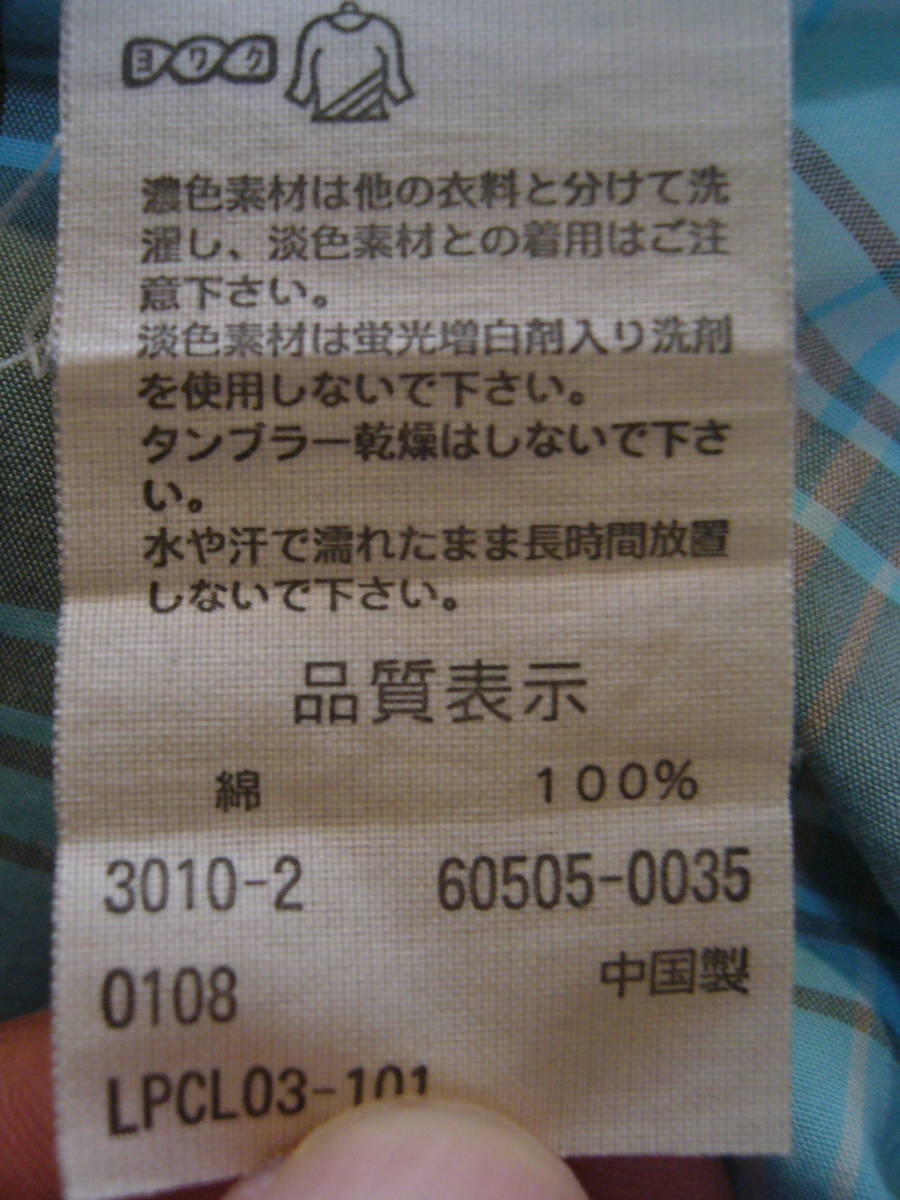 ヨワク
濃色素材は他の衣料と分けて洗
濯し、淡色素材との着用はご注
意下さい。
淡色素材は蛍光増白剤入り洗剤
を使用しないで下さい。
タンブラー乾燥はしないで下さ
い。
水や汗で濡れたまま長時間放置
しないで下さい。
品質表示
綿 100%
3010-2 60505-0035
0108 中国製
LPCL03-101